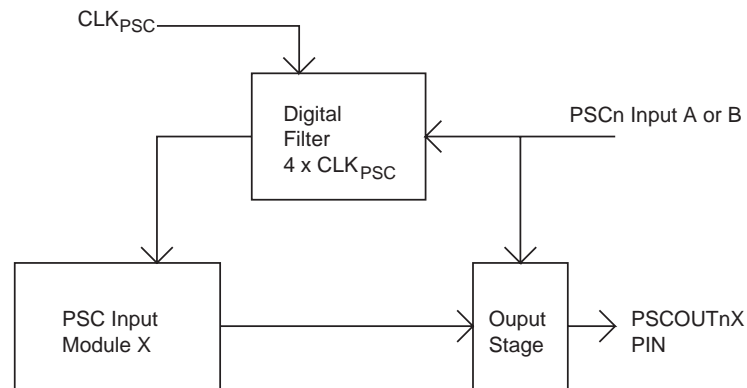 CLKPSC
Digital
Filter
4 x CLKPSC
PSCn Input A or B
PSC Input
Module X
Ouput
Stage
PSCOUTnX
PIN